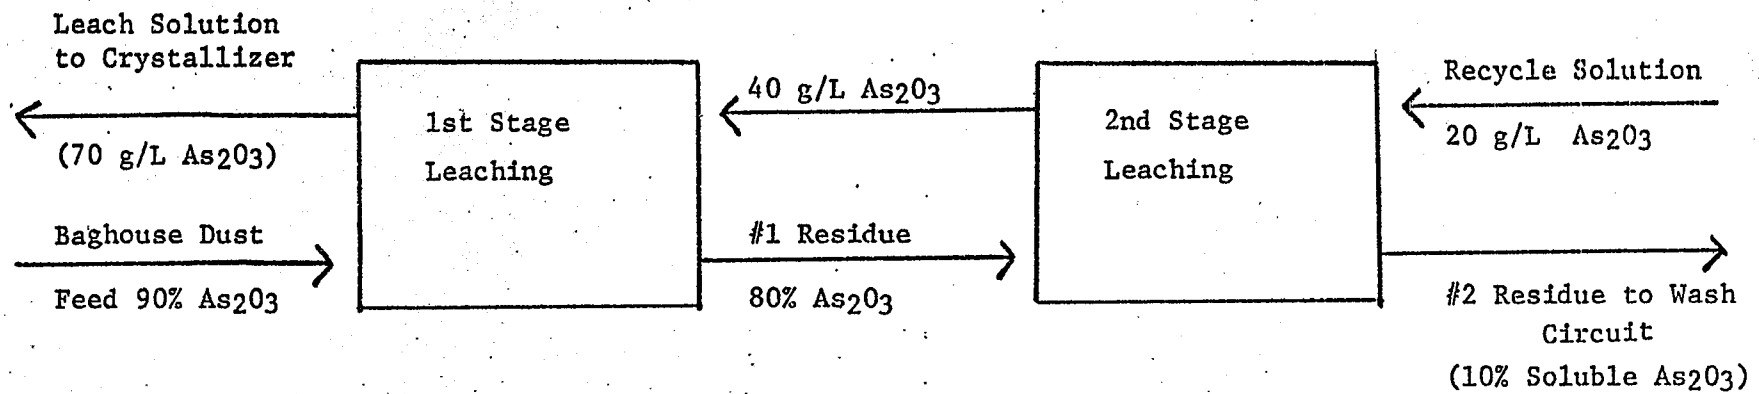 Leach Solution
to Crystallizer
(70 g/L As2O3)
Baghouse Dust
Feed 90% As2O3
1st Stage
Leaching
40 g/L As2O3
#1 Residue
80% As2O3
2nd Stage
Leaching
Recycle Solution
20 g/L As2O3
#2 Residue to Wash
Circuit
(10% Soluble As2O3)